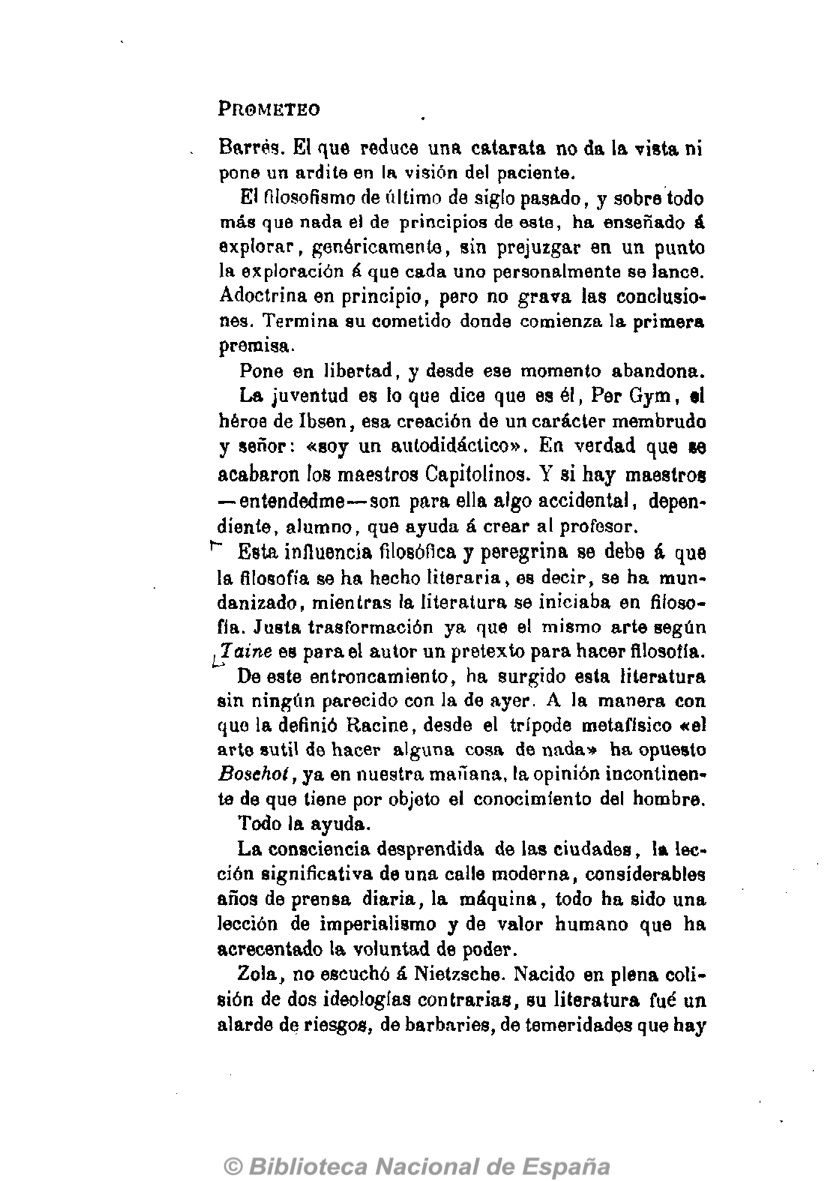 PROMETEO
Barrés. El que reduce una catarata no da la vista ni
pone un ardite en la visión del paciente.
El filosofismo de último de siglo pasado, y sobre todo
más que nada el de principios de este, ha enseñado á
explorar, genéricamente, sin prejuzgar en un punto
la exploración á que cada uno personalmente se lance.
Adoctrina en principio, pero no grava las conclusio-
nes. Termina su cometido donde comienza la primera
premisa.
Pone en libertad, y desde ese momento abandona.
La juventud es lo que dice que es él, Per Gym, el
héroe de Ibsen, esa creación de un carácter membrudo
y señor: «soy un autodidáctico». En verdad que se
acabaron los maestros Capitolinos. Y si hay maestros
—entendedme—son para ella algo accidental, depen-
diente, alumno, que ayuda á crear al profesor.
Esta influencia filosófica y peregrina se debe á que
la filosofía se ha hecho literaria, es decir, se ha mun-
danizado, mientras la literatura se iniciaba en filoso-
fía. Justa trasformación ya que el mismo arte según
Taine es para el autor un pretexto para hacer filosofía.
De este entroncamiento, ha surgido esta literatura
sin ningún parecido con la de ayer. A la manera con
que la definió Racine, desde el trípode metafísico «el
arte sutil de hacer alguna cosa de nada» ha opuesto
Boschot, ya en nuestra mañana, la opinión incontinen-
te de que tiene por objeto el conocimiento del hombre.
Todo la ayuda.
La consciencia desprendida de las ciudades, la lec-
ción significativa de una calle moderna, considerables
años de prensa diaria, la máquina, todo ha sido una
lección de imperialismo y de valor humano que ha
acrecentado la voluntad de poder.
Zola, no escuchó á Nietzsche. Nacido en plena coli-
sión de dos ideologías contrarias, su literatura fué un
alarde de riesgos, de barbaries, de temeridades que hay
© Biblioteca Nacional de España